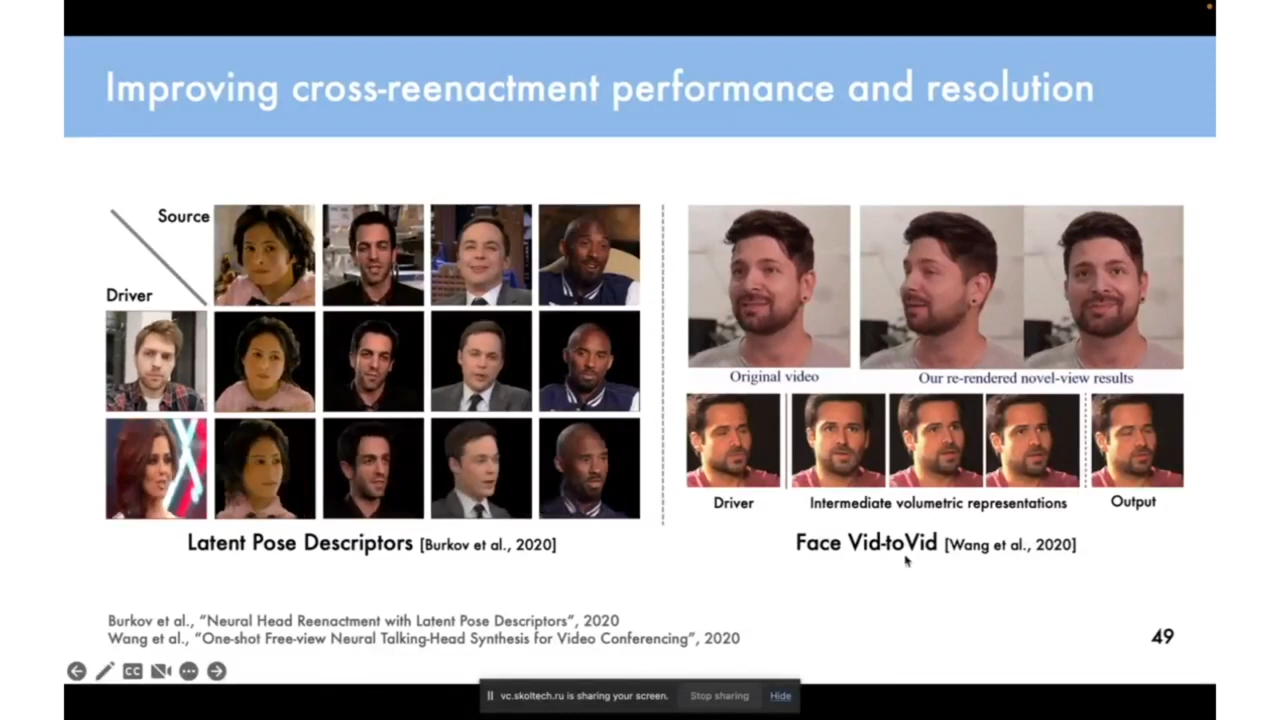 Improving cross-reenactment performance and resolution
Source
Driver
Latent Pose Descriptors [Burkov et al., 2020]
Original video
Our re-rendered novel-view results
Driver
Intermediate volumetric representations
Output
Face Vid-toVid [Wang et al., 2020]
Burkov et al., “Neural Head Reenactment with Latent Pose Descriptors”, 2020
Wang et al., “One-shot Free-view Neural Talking-Head Synthesis for Video Conferencing”, 2020
49
CC
vc.skoltech.ru is sharing your screen.
Stop sharing
Hide